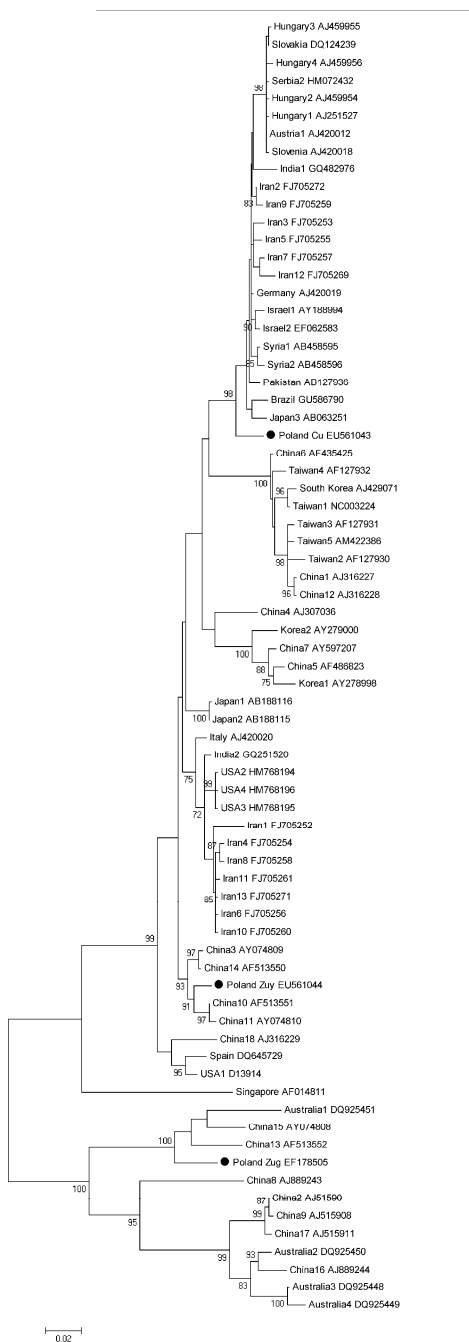 Hungary3 AJ459955
Slovakia DQ124239
Hungary4 AJ459956
98
Serbia2 HM072432
Hungary2 AJ459954
Hungary1 AJ251527
Austria1 AJ420012
Slovenia AJ420018
India1 GQ482976
Iran2 FJ705272
83
Iran9 FJ705259
Iran3 FJ705253
Iran5 FJ705255
Iran7 FJ705257
Iran12 FJ705269
Germany AJ420019
Israel1 AY188994
90
Israel2 EF062583
Syria1 AB458595
85
Syria2 AB458596
Pakistan AB127936
98
Brazil GU586790
Japan3 AB063251
Poland Cu EU561043
China6 AF435425
100
Taiwan4 AF127932
96
South Korea AJ429071
Taiwan1 NC003224
Taiwan3 AF127931
Taiwan5 AM422386
98
Taiwan2 AF127930
China1 AJ316227
96
China12 AJ316228
China4 AJ307036
Korea2 AY279000
100
China7 AY597207
88
China5 AF486823
75
Korea1 AY278998
Japan1 AB188116
100
Japan2 AB188115
Italy AJ420020
75
India2 GQ251520
99
USA2 HM768194
USA4 HM768196
72
USA3 HM768195
Iran1 FJ705252
87
Iran4 FJ705254
Iran8 FJ705258
Iran11 FJ705261
85
Iran13 FJ705271
Iran6 FJ705256
Iran10 FJ705260
99
97
China3 AY074809
China14 AF513550
93
Poland Zuy EU561044
91
China10 AF513551
97
China11 AY074810
China18 AJ316229
Spain DQ645729
95
USA1 D13914
Singapore AF014811
Australia1 DQ925451
China15 AY074808
100
China13 AF513552
Poland Zug EF178505
100
China8 AJ889243
95
87
China2 AJ51590
99
China9 AJ515908
China17 AJ515911
99
93
Australia2 DQ925450
China16 AJ889244
83
Australia3 DQ925448
100
Australia4 DQ925449
0.02